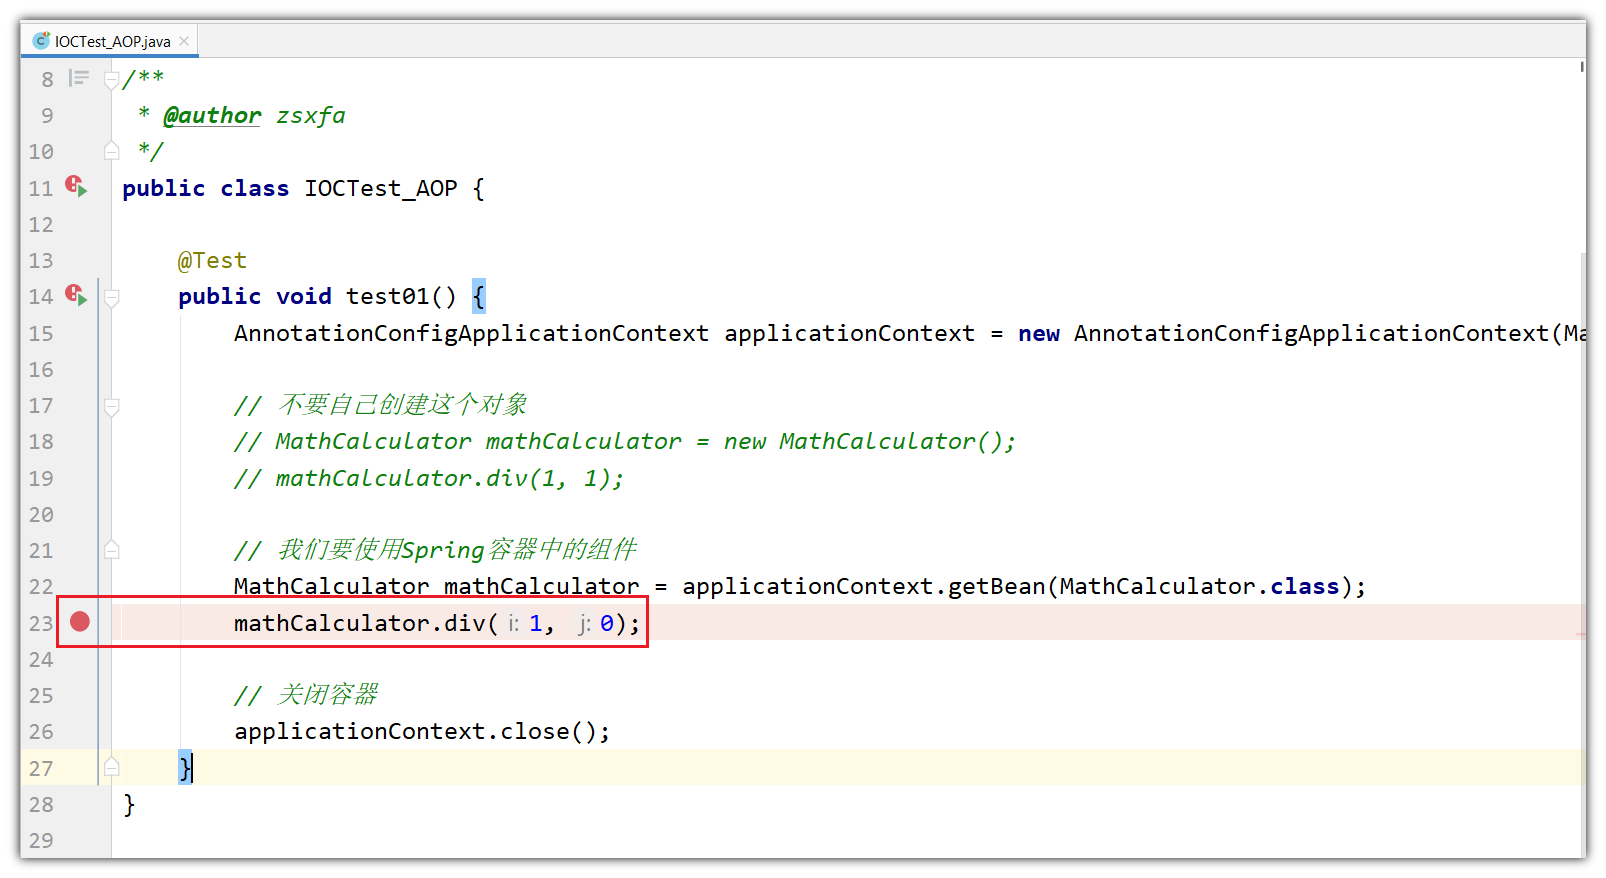 IOCTest_AOP.java
8 /**
9 * @author zsxfa
10 */
11 public class IOCTest_AOP {
12
13 @Test
14 public void test01() {
15 AnnotationConfigApplicationContext applicationContext = new AnnotationConfigApplicationContext(Ma
16
17 // 不要自己创建这个对象
18 // MathCalculator mathCalculator = new MathCalculator();
19 // mathCalculator.div(1, 1);
20
21 // 我们要使用Spring容器中的组件
22 MathCalculator mathCalculator = applicationContext.getBean(MathCalculator.class);
23 mathCalculator.div( i: 1, j: 0);
24
25 // 关闭容器
26 applicationContext.close();
27 }
28 }
29